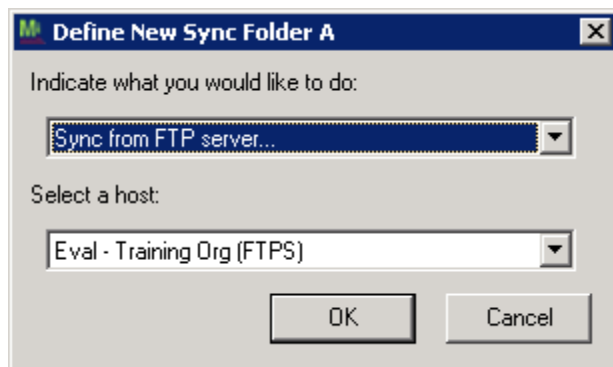 Define New Sync Folder A
Indicate what you would like to do:
Sync from FTP server...
Select a host:
Eval - Training Org (FTPS)
OK Cancel